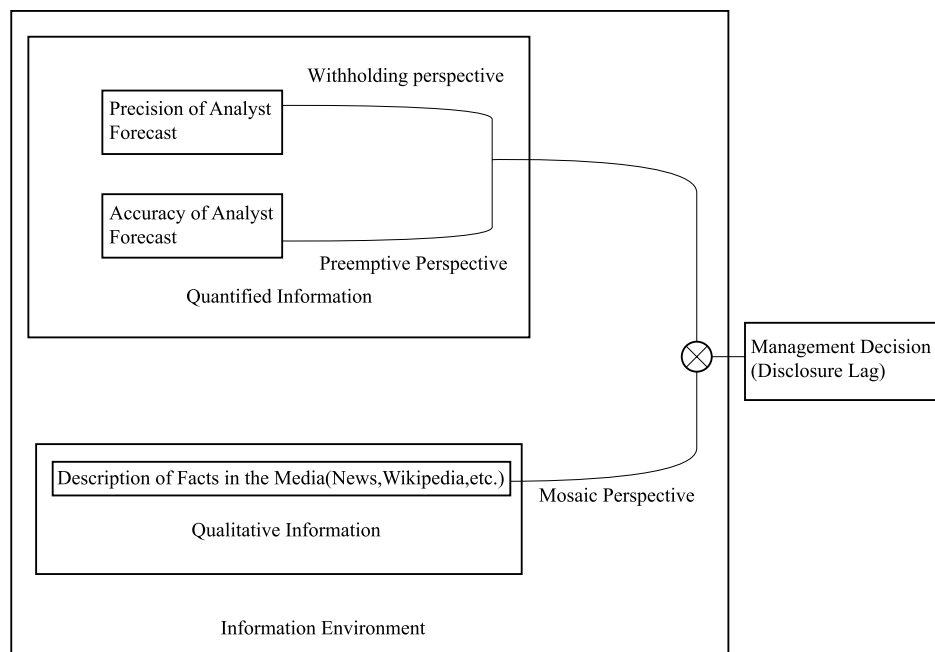 Withholding perspective
Precision of Analyst
Forecast
Accuracy of Analyst
Forecast
Preemptive Perspective
Quantified Information
Management Decision
(Disclosure Lag)
Description of Facts in the Media(News,Wikipedia,etc.)
Mosaic Perspective
Qualitative Information
Information Environment